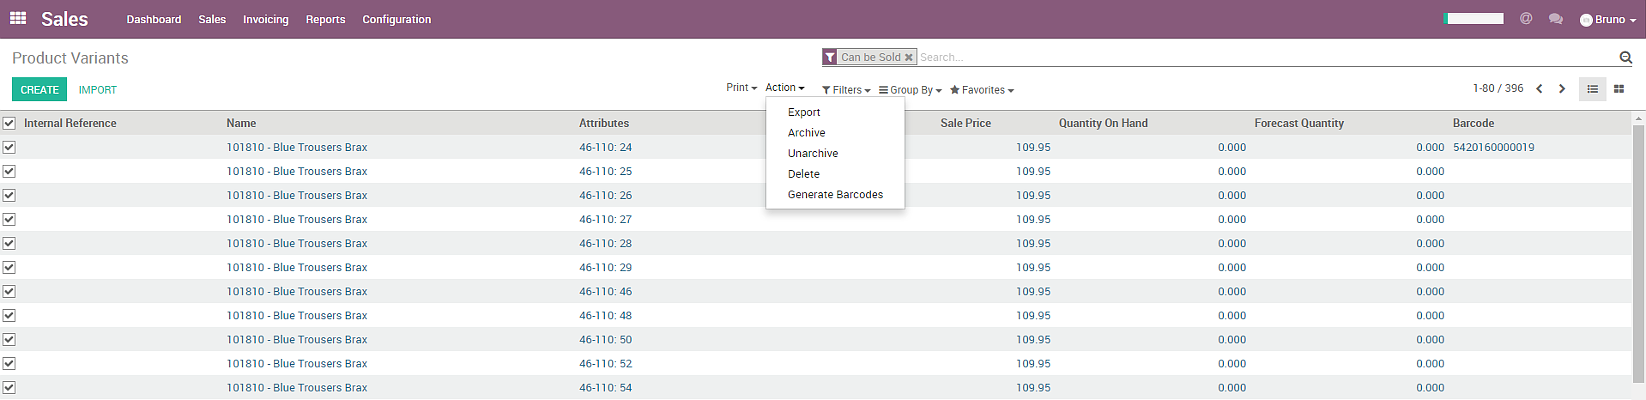 Sales Dashboard Sales Invoicing Reports Configuration @ Bruno
Product Variants Can be Sold Search...
CREATE IMPORT Print Action Filters Group By Favorites 1-80 / 396
Export
Archive
Unarchive
Delete
Generate Barcodes
Internal Reference Name Attributes Sale Price Quantity On Hand Forecast Quantity Barcode
101810 - Blue Trousers Brax 46-110: 24 109.95 0.000 0.000 5420160000019
101810 - Blue Trousers Brax 46-110: 25 109.95 0.000 0.000
101810 - Blue Trousers Brax 46-110: 26 109.95 0.000 0.000
101810 - Blue Trousers Brax 46-110: 27 109.95 0.000 0.000
101810 - Blue Trousers Brax 46-110: 28 109.95 0.000 0.000
101810 - Blue Trousers Brax 46-110: 29 109.95 0.000 0.000
101810 - Blue Trousers Brax 46-110: 46 109.95 0.000 0.000
101810 - Blue Trousers Brax 46-110: 48 109.95 0.000 0.000
101810 - Blue Trousers Brax 46-110: 50 109.95 0.000 0.000
101810 - Blue Trousers Brax 46-110: 52 109.95 0.000 0.000
101810 - Blue Trousers Brax 46-110: 54 109.95 0.000 0.000